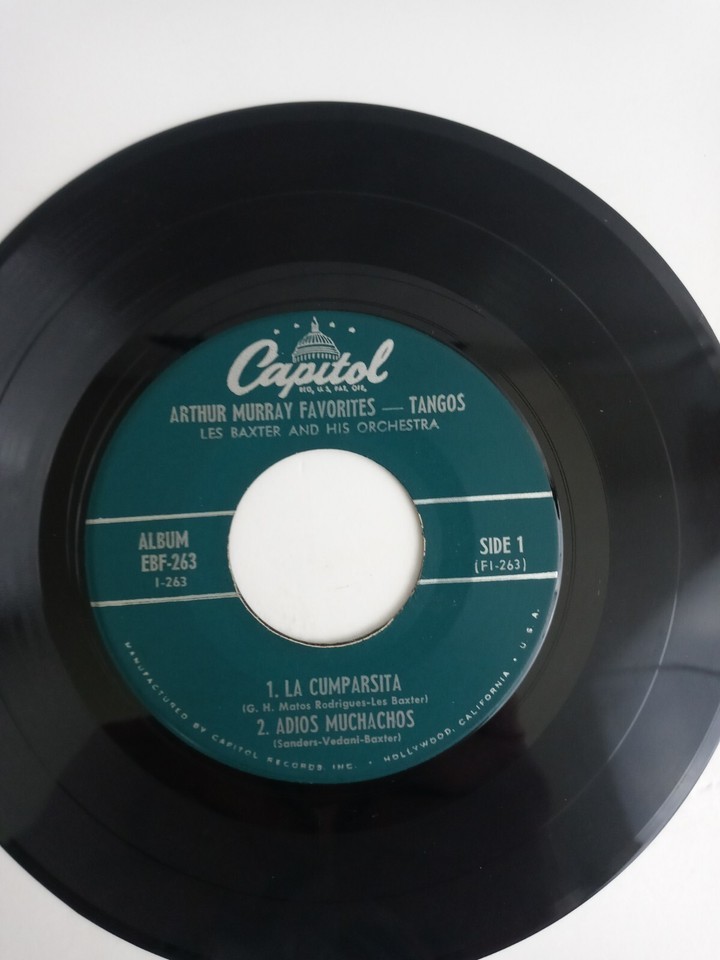 Capitol
REG. U.S. PAT. OFF.
ARTHUR MURRAY FAVORITES — TANGOS
LES BAXTER AND HIS ORCHESTRA
ALBUM
EBF-263
1-263
SIDE 1
(F1-263)
1. LA CUMPARSITA
(G. H. Matos Rodrigues-Les Baxter)
2. ADIOS MUCHACHOS
(Sanders-Vedani-Baxter)
MANUFACTURED BY CAPITOL RECORDS, INC. • HOLLYWOOD, CALIFORNIA • U.S.A.